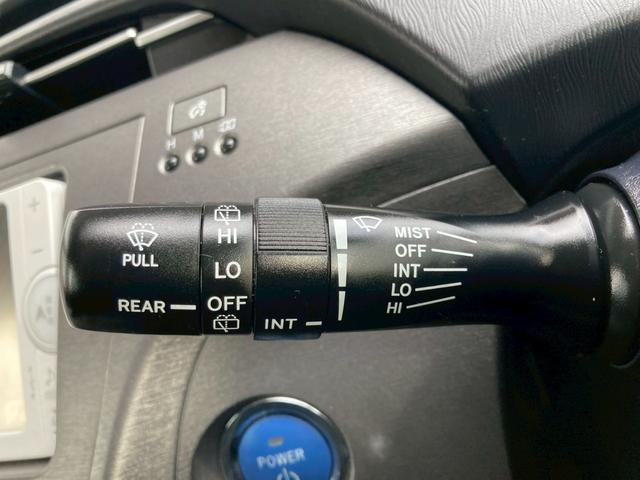 H M
PULL
REAR
HI
LO
OFF
INT
MIST
OFF
INT
LO
HI
POWER